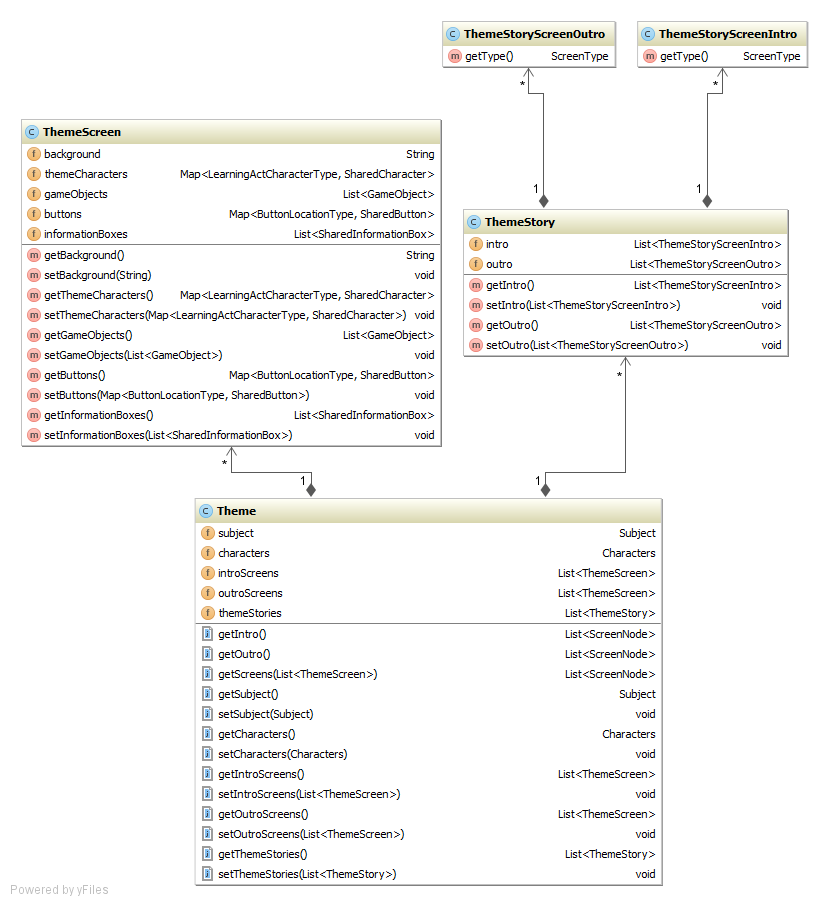 ThemeStoryScreenOutro
getType() ScreenType
ThemeStoryScreenIntro
getType() ScreenType
*
*
1
1
ThemeScreen
background String
themeCharacters Map<LearningActCharacterType, SharedCharacter>
gameObjects List<GameObject>
buttons Map<ButtonLocationType, SharedButton>
informationBoxes List<SharedInformationBox>
getBackground() String
setBackground(String) void
getThemeCharacters() Map<LearningActCharacterType, SharedCharacter>
setThemeCharacters(Map<LearningActCharacterType, SharedCharacter>) void
getGameObjects() List<GameObject>
setGameObjects(List<GameObject>) void
getButtons() Map<ButtonLocationType, SharedButton>
setButtons(Map<ButtonLocationType, SharedButton>) void
getInformationBoxes() List<SharedInformationBox>
setInformationBoxes(List<SharedInformationBox>) void
ThemeStory
intro List<ThemeStoryScreenIntro>
outro List<ThemeStoryScreenOutro>
getIntro() List<ThemeStoryScreenIntro>
setIntro(List<ThemeStoryScreenIntro>) void
getOutro() List<ThemeStoryScreenOutro>
setOutro(List<ThemeStoryScreenOutro>) void
*
*
1
1
Theme
subject Subject
characters Characters
introScreens List<ThemeScreen>
outroScreens List<ThemeScreen>
themeStories List<ThemeStory>
getIntro() List<ScreenNode>
getOutro() List<ScreenNode>
getScreens(List<ThemeScreen>) List<ScreenNode>
getSubject() Subject
setSubject(Subject) void
getCharacters() Characters
setCharacters(Characters) void
getIntroScreens() List<ThemeScreen>
setIntroScreens(List<ThemeScreen>) void
getOutroScreens() List<ThemeScreen>
setOutroScreens(List<ThemeScreen>) void
getThemeStories() List<ThemeStory>
setThemeStories(List<ThemeStory>) void
Powered by yFiles